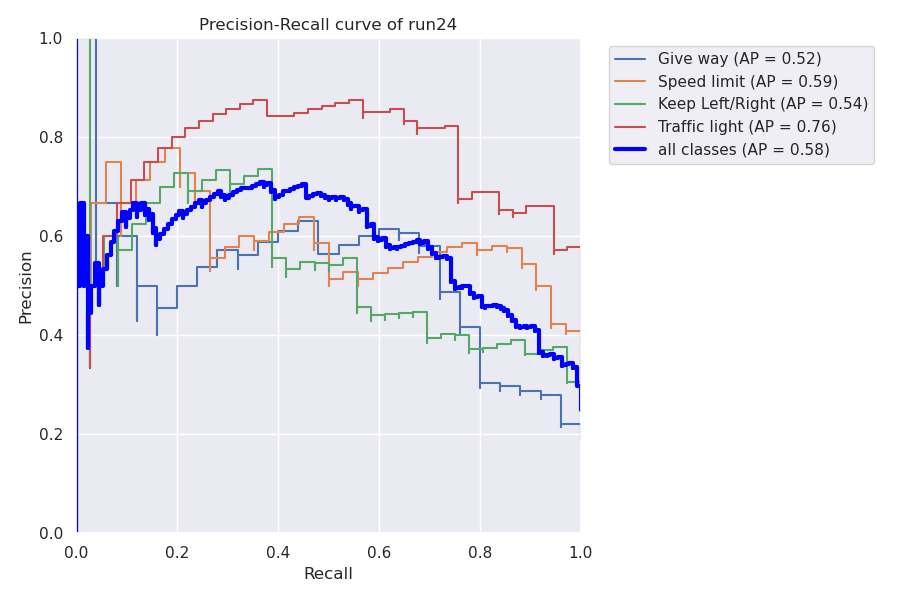 Precision-Recall curve of run24
1.0
0.8
0.6
0.4
0.2
0.0
Precision
0.0 0.2 0.4 0.6 0.8 1.0
Recall
Give way (AP = 0.52)
Speed limit (AP = 0.59)
Keep Left/Right (AP = 0.54)
Traffic light (AP = 0.76)
all classes (AP = 0.58)